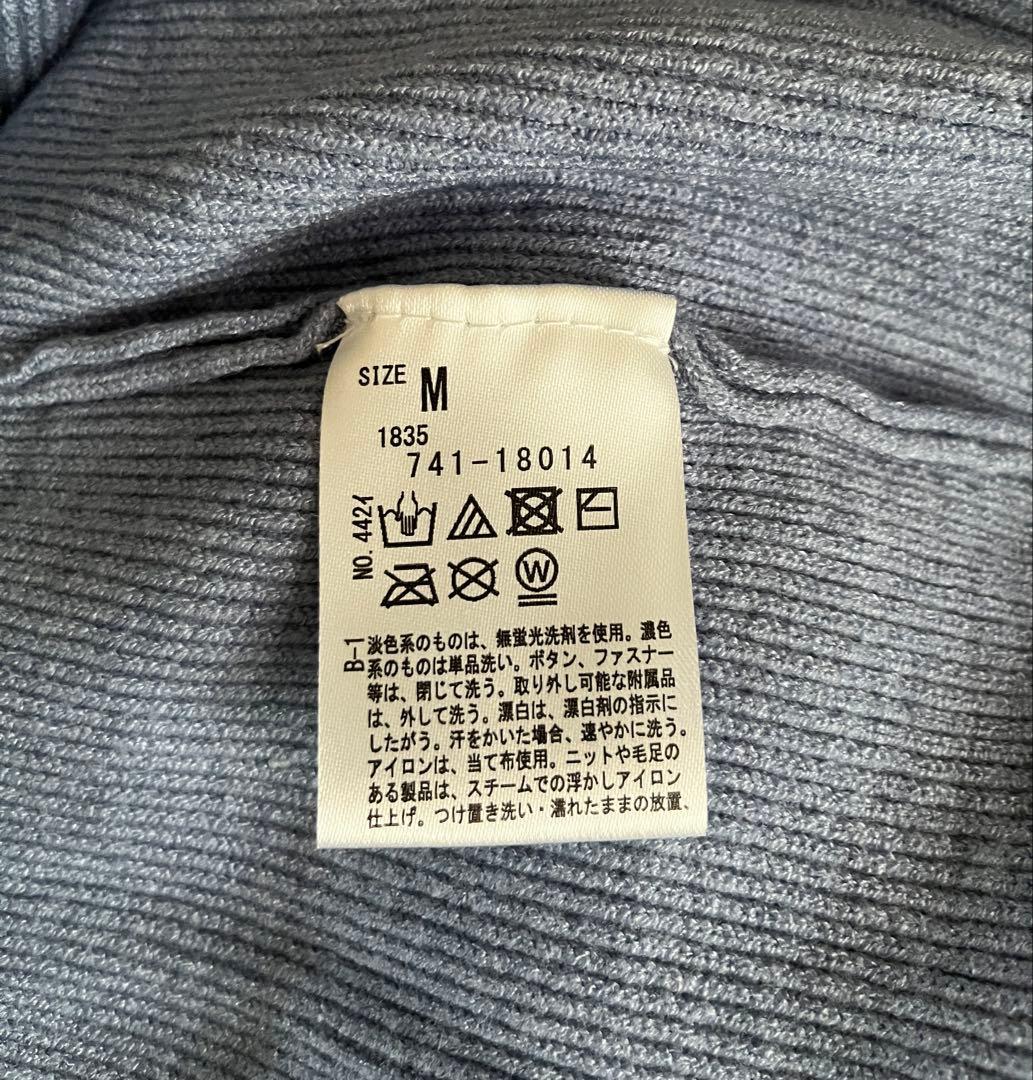 SIZE M
1835
741-18014
NO.4421
W
B-1
淡色系のものは、無蛍光洗剤を使用。濃色
系のものは単品洗い。ボタン、ファスナー
等は、閉じて洗う。取り外し可能な附属品
は、外して洗う。漂白は、漂白剤の指示に
したがう。汗をかいた場合、速やかに洗う。
アイロンは、当て布使用。ニットや毛足の
ある製品は、スチームでの浮かしアイロン
仕上げ。つけ置き洗い・濡れたままの放置、